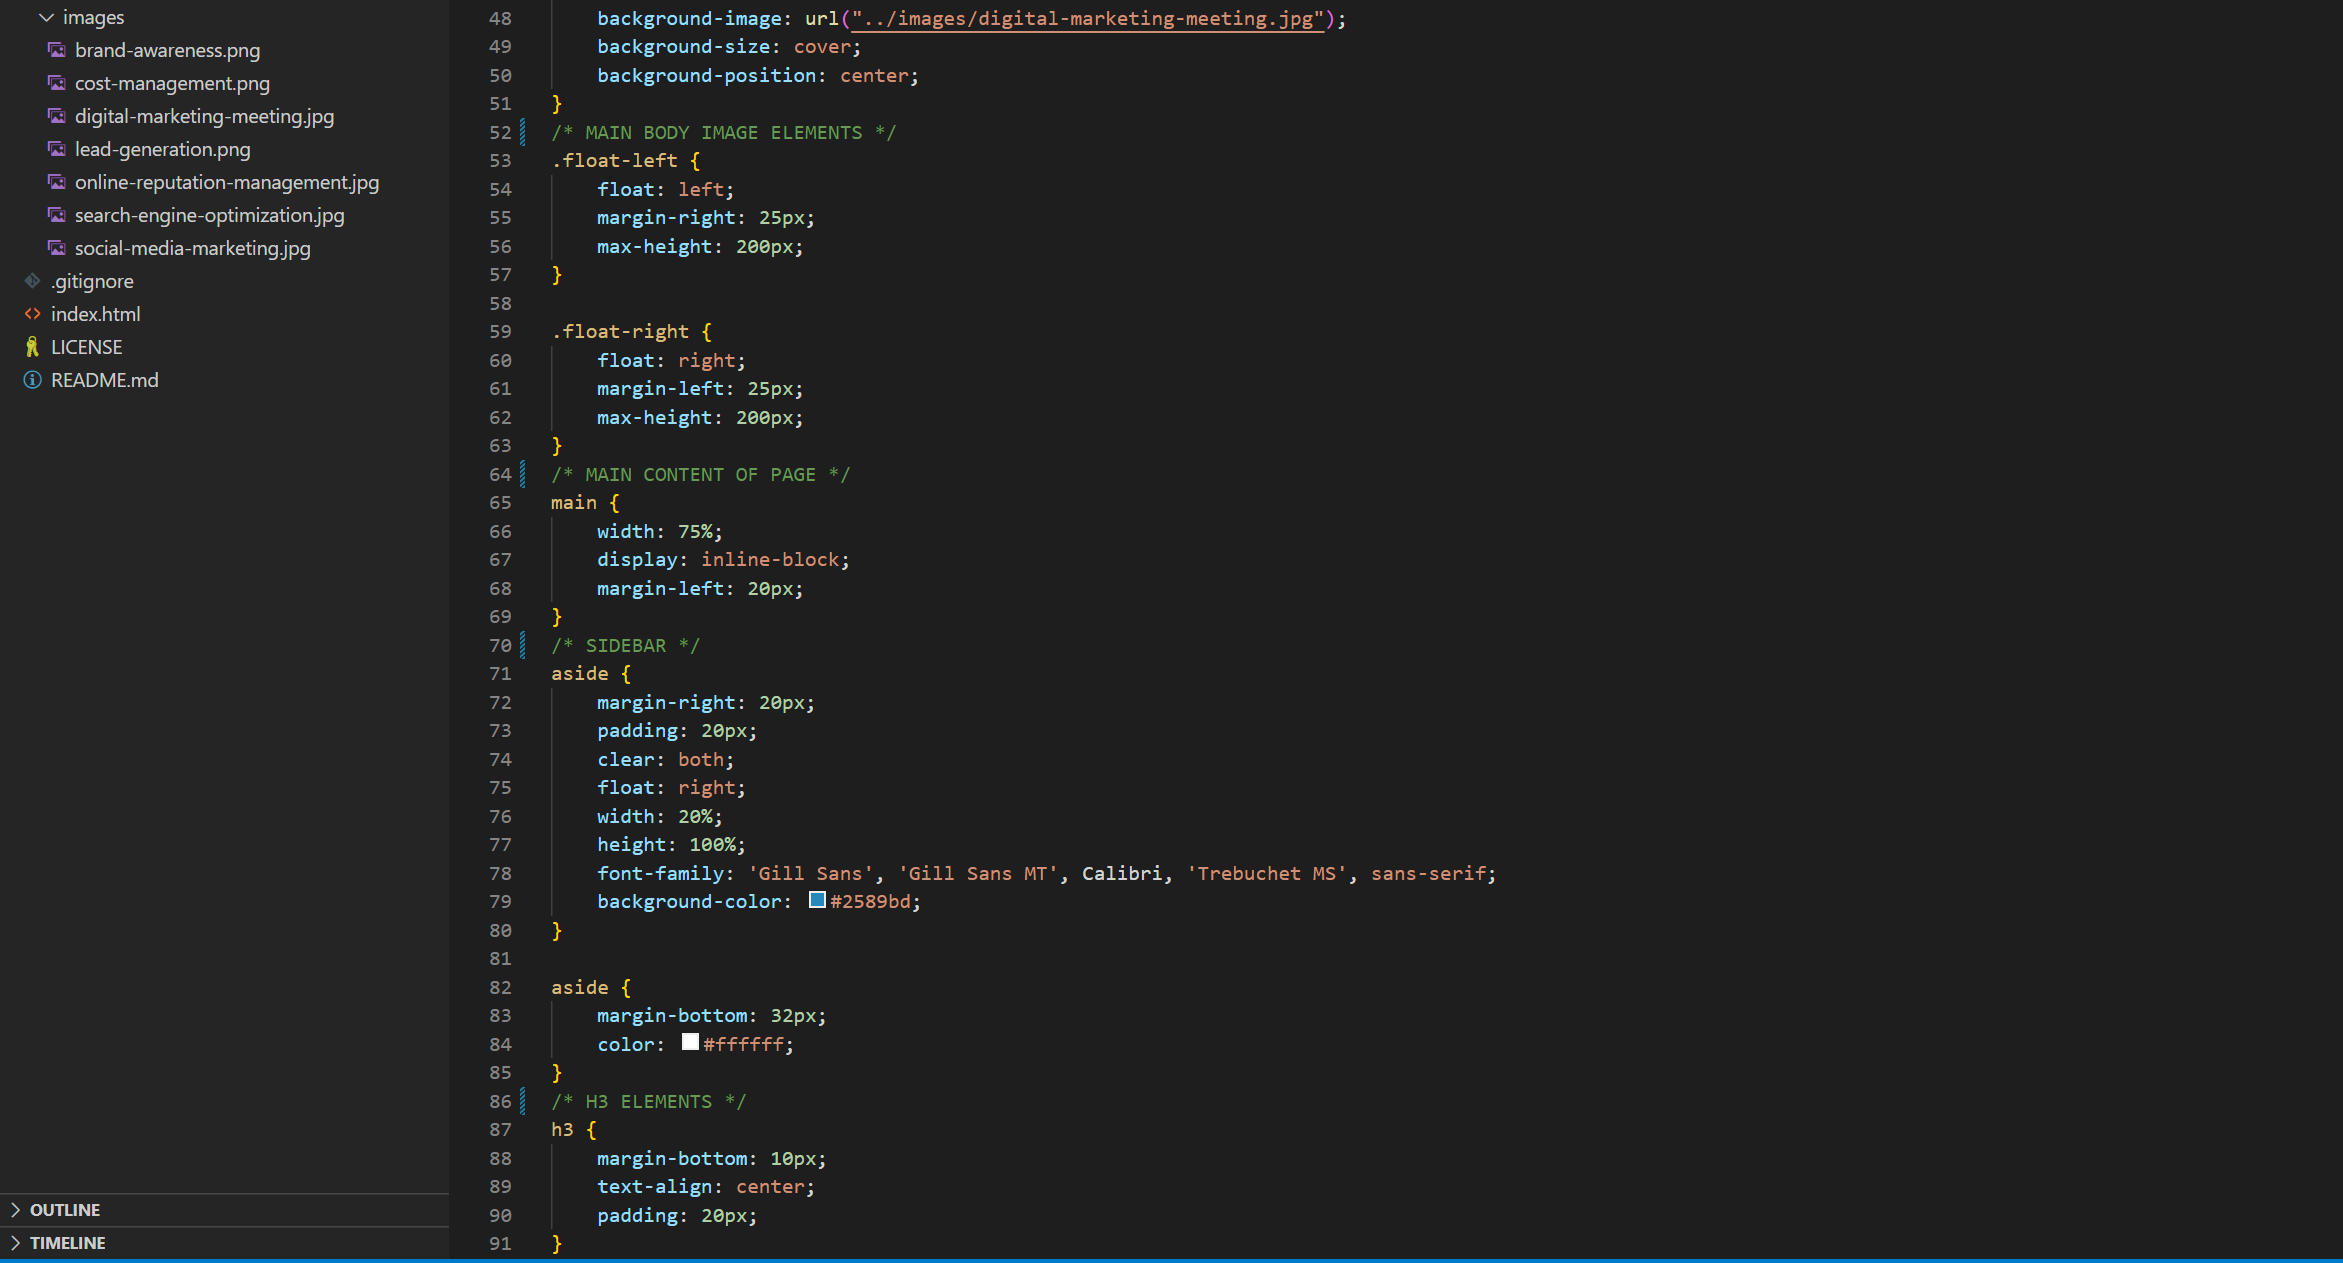 images
brand-awareness.png
cost-management.png
digital-marketing-meeting.jpg
lead-generation.png
online-reputation-management.jpg
search-engine-optimization.jpg
social-media-marketing.jpg
.gitignore
index.html
LICENSE
README.md
OUTLINE
TIMELINE
48 background-image: url("../images/digital-marketing-meeting.jpg");
49 background-size: cover;
50 background-position: center;
51 }
52 /* MAIN BODY IMAGE ELEMENTS */
53 .float-left {
54 float: left;
55 margin-right: 25px;
56 max-height: 200px;
57 }
58
59 .float-right {
60 float: right;
61 margin-left: 25px;
62 max-height: 200px;
63 }
64 /* MAIN CONTENT OF PAGE */
65 main {
66 width: 75%;
67 display: inline-block;
68 margin-left: 20px;
69 }
70 /* SIDEBAR */
71 aside {
72 margin-right: 20px;
73 padding: 20px;
74 clear: both;
75 float: right;
76 width: 20%;
77 height: 100%;
78 font-family: 'Gill Sans', 'Gill Sans MT', Calibri, 'Trebuchet MS', sans-serif;
79 background-color: #2589bd;
80 }
81
82 aside {
83 margin-bottom: 32px;
84 color: #ffffff;
85 }
86 /* H3 ELEMENTS */
87 h3 {
88 margin-bottom: 10px;
89 text-align: center;
90 padding: 20px;
91 }